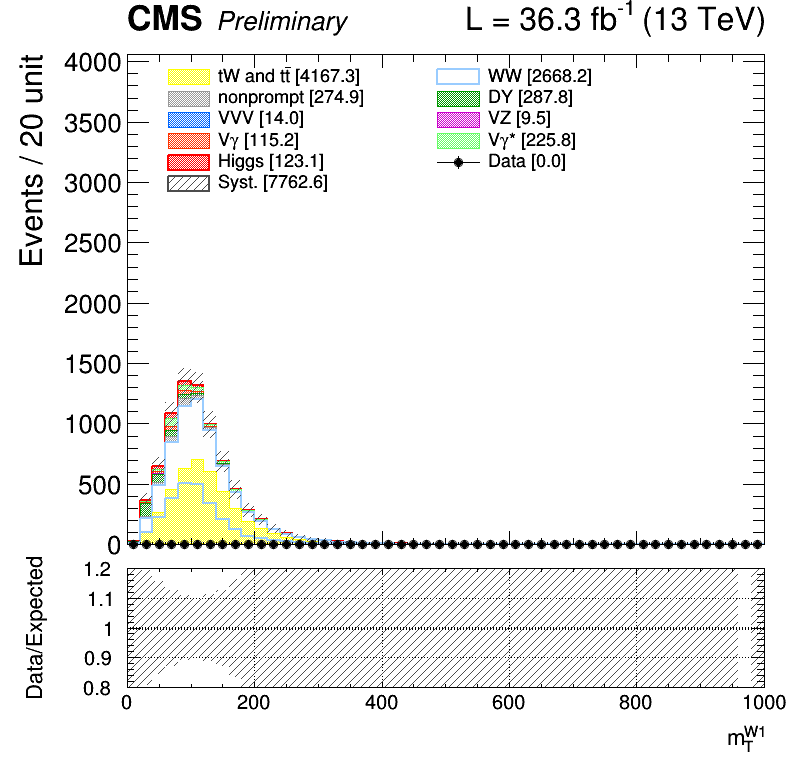 CMS Preliminary L = 36.3 fb⁻¹ (13 TeV)
Events / 20 unit
4000
3500
3000
2500
2000
1500
1000
500
0
tW and tt̄ [4167.3]
nonprompt [274.9]
VVV [14.0]
Vγ [115.2]
Higgs [123.1]
Syst. [7762.6]
WW [2668.2]
DY [287.8]
VZ [9.5]
Vγ* [225.8]
Data [0.0]
Data/Expected
1.2
1.1
1
0.9
0.8
0 200 400 600 800 1000
m_T^W1